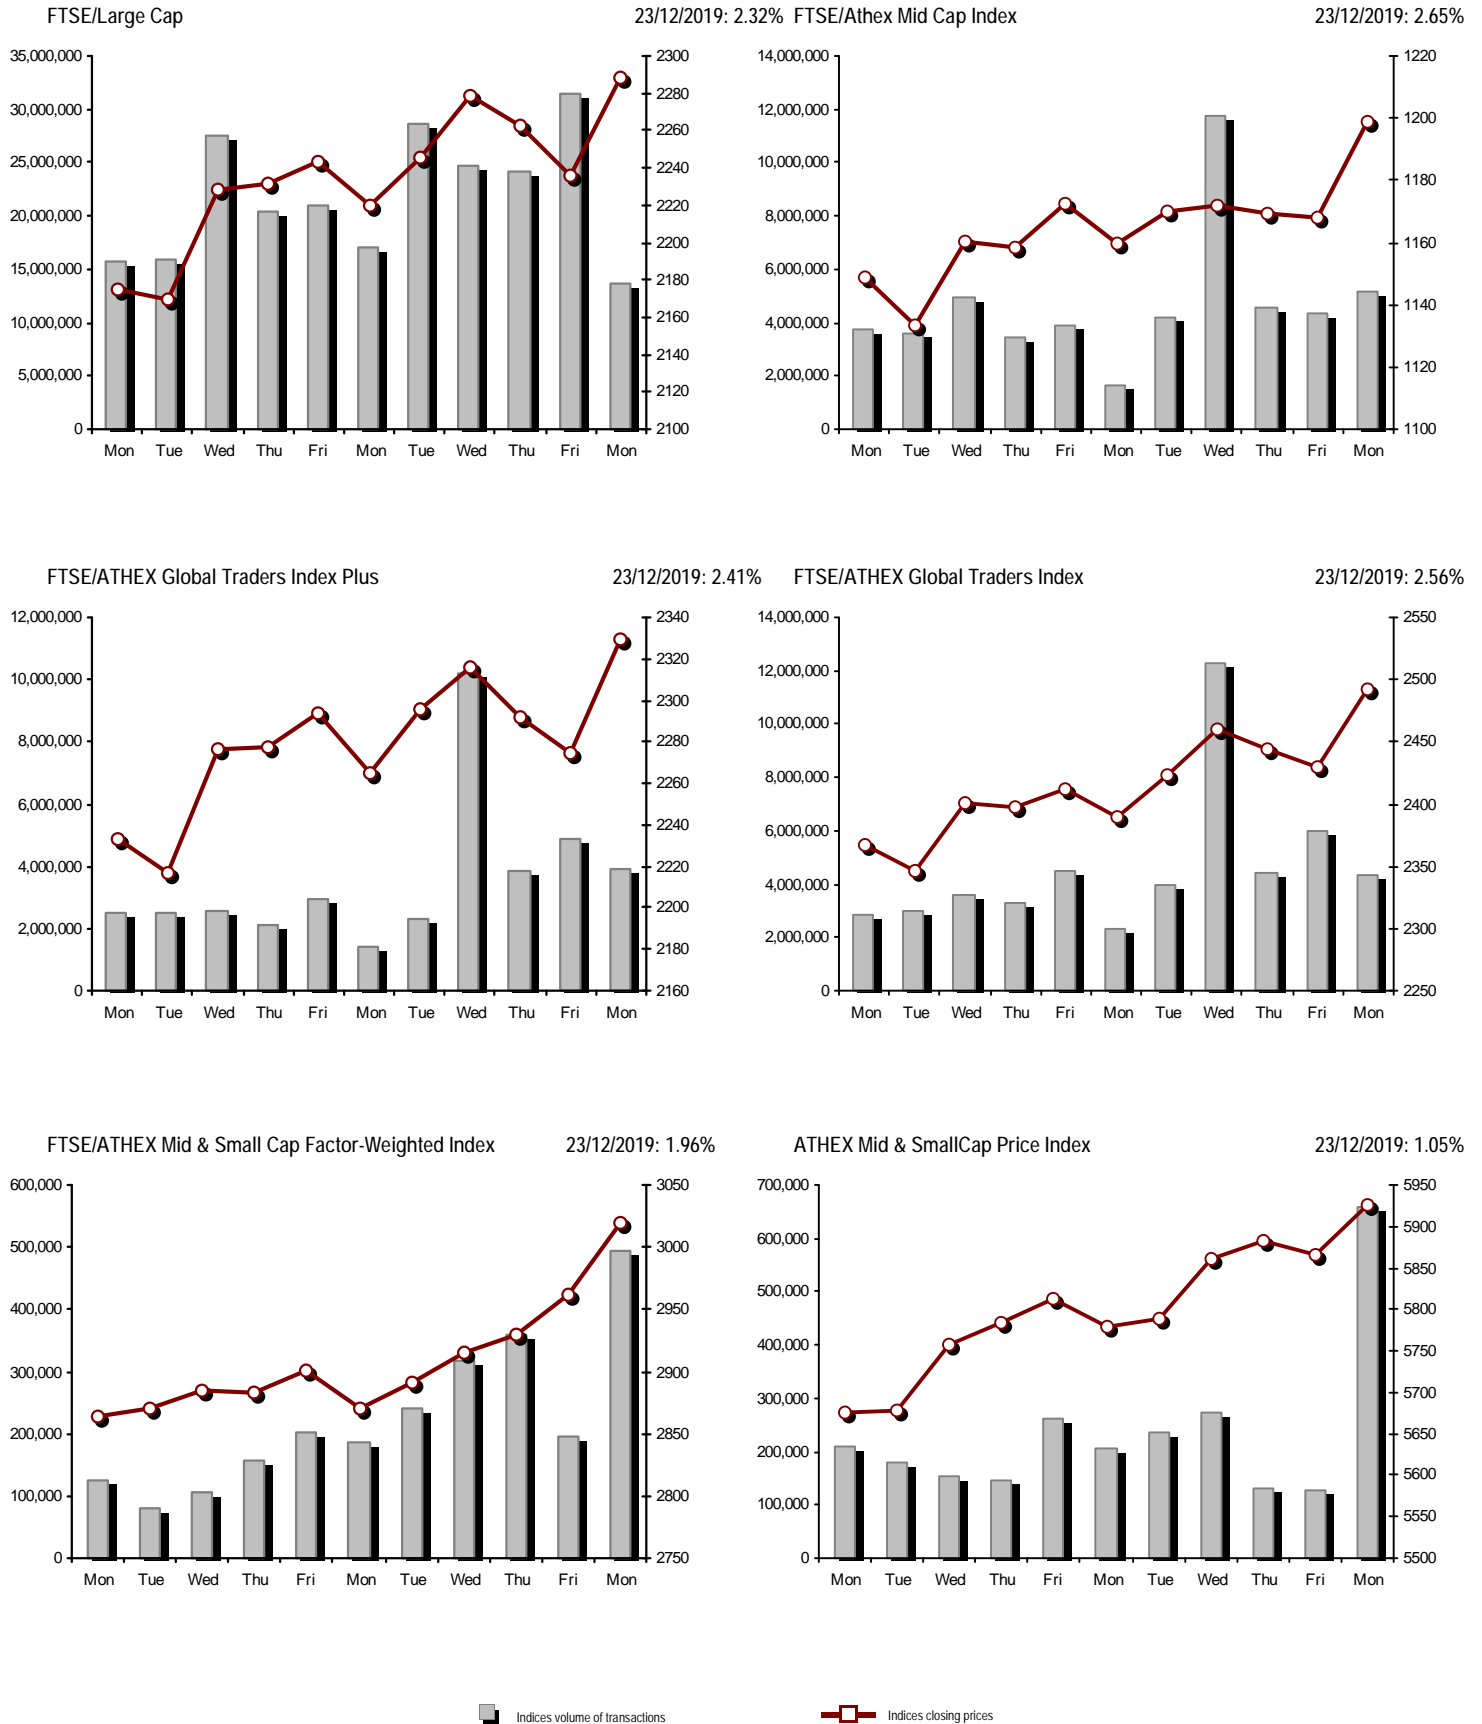 FTSE/Large Cap 23/12/2019: 2.32% FTSE/Athex Mid Cap Index 23/12/2019: 2.65%
35,000,000 2300 14,000,000 1220
30,000,000 2280 12,000,000 1200
25,000,000 2260 10,000,000 1180
20,000,000 2240 8,000,000 1160
15,000,000 2220 6,000,000 1140
10,000,000 2200 4,000,000 1120
5,000,000 2180 2,000,000 1100
0 2160 0
2140
2120
2100
Mon Tue Wed Thu Fri Mon Tue Wed Thu Fri Mon Mon Tue Wed Thu Fri Mon Tue Wed Thu Fri Mon
FTSE/ATHEX Global Traders Index Plus 23/12/2019: 2.41% FTSE/ATHEX Global Traders Index 23/12/2019: 2.56%
12,000,000 2340 14,000,000 2550
10,000,000 2320 12,000,000 2500
8,000,000 2300 10,000,000 2450
6,000,000 2280 8,000,000 2400
4,000,000 2260 6,000,000 2350
2,000,000 2240 4,000,000 2300
0 2220 2,000,000 2250
2200 0
2180
2160
Mon Tue Wed Thu Fri Mon Tue Wed Thu Fri Mon Mon Tue Wed Thu Fri Mon Tue Wed Thu Fri Mon
FTSE/ATHEX Mid & Small Cap Factor-Weighted Index 23/12/2019: 1.96% ATHEX Mid & SmallCap Price Index 23/12/2019: 1.05%
600,000 3050 700,000 5950
500,000 3000 600,000 5900
400,000 2950 500,000 5850
300,000 2900 400,000 5800
200,000 2850 300,000 5750
100,000 2800 200,000 5700
0 2750 100,000 5650
0 5600
5550
5500
Mon Tue Wed Thu Fri Mon Tue Wed Thu Fri Mon Mon Tue Wed Thu Fri Mon Tue Wed Thu Fri Mon
Indices volume of transactions Indices closing prices